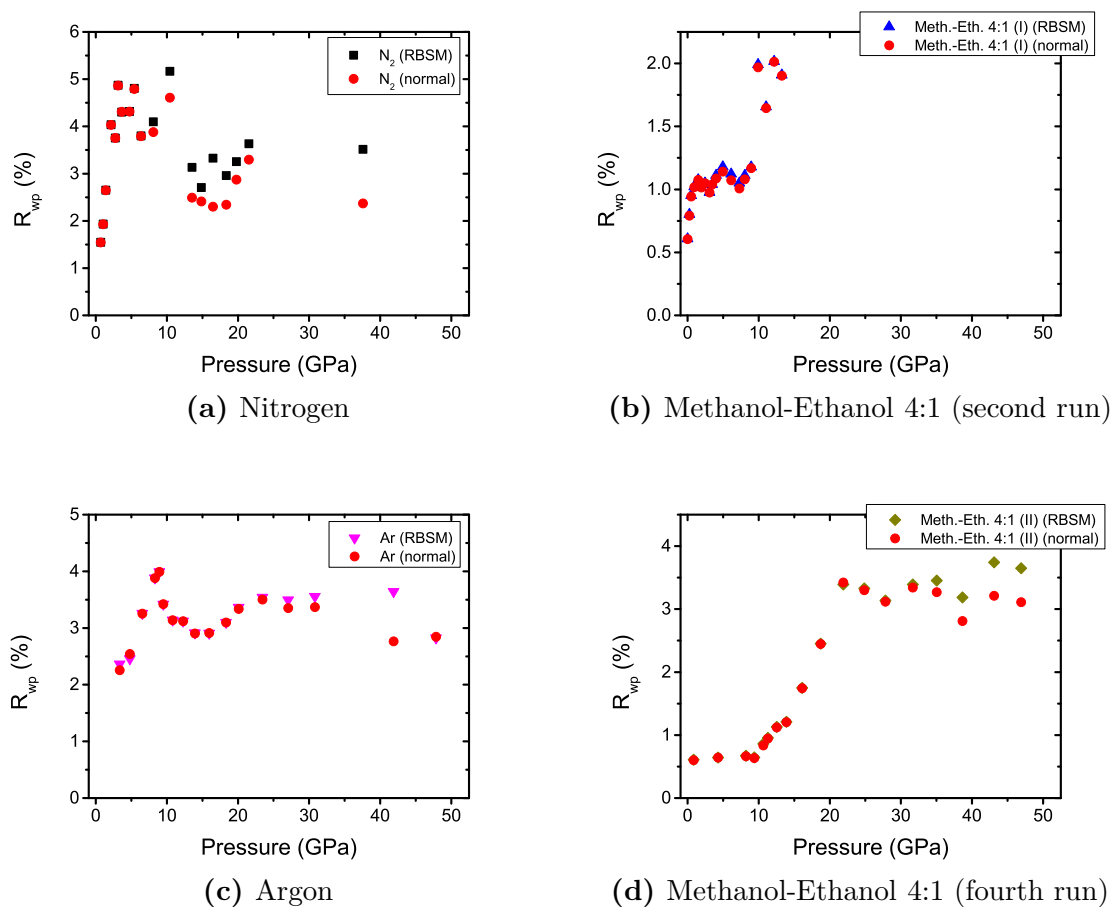 N₂ (RBSM)
N₂ (normal)
6
5
4
3
2
1
0
R_wp (%)
0 10 20 30 40 50
Pressure (GPa)
(a) Nitrogen
Meth.-Eth. 4:1 (I) (RBSM)
Meth.-Eth. 4:1 (I) (normal)
2.0
1.5
1.0
0.5
0.0
R_wp (%)
0 10 20 30 40 50
Pressure (GPa)
(b) Methanol-Ethanol 4:1 (second run)
Ar (RBSM)
Ar (normal)
5
4
3
2
1
0
R_wp (%)
0 10 20 30 40 50
Pressure (GPa)
(c) Argon
Meth.-Eth. 4:1 (II) (RBSM)
Meth.-Eth. 4:1 (II) (normal)
4
3
2
1
0
R_wp (%)
0 10 20 30 40 50
Pressure (GPa)
(d) Methanol-Ethanol 4:1 (fourth run)